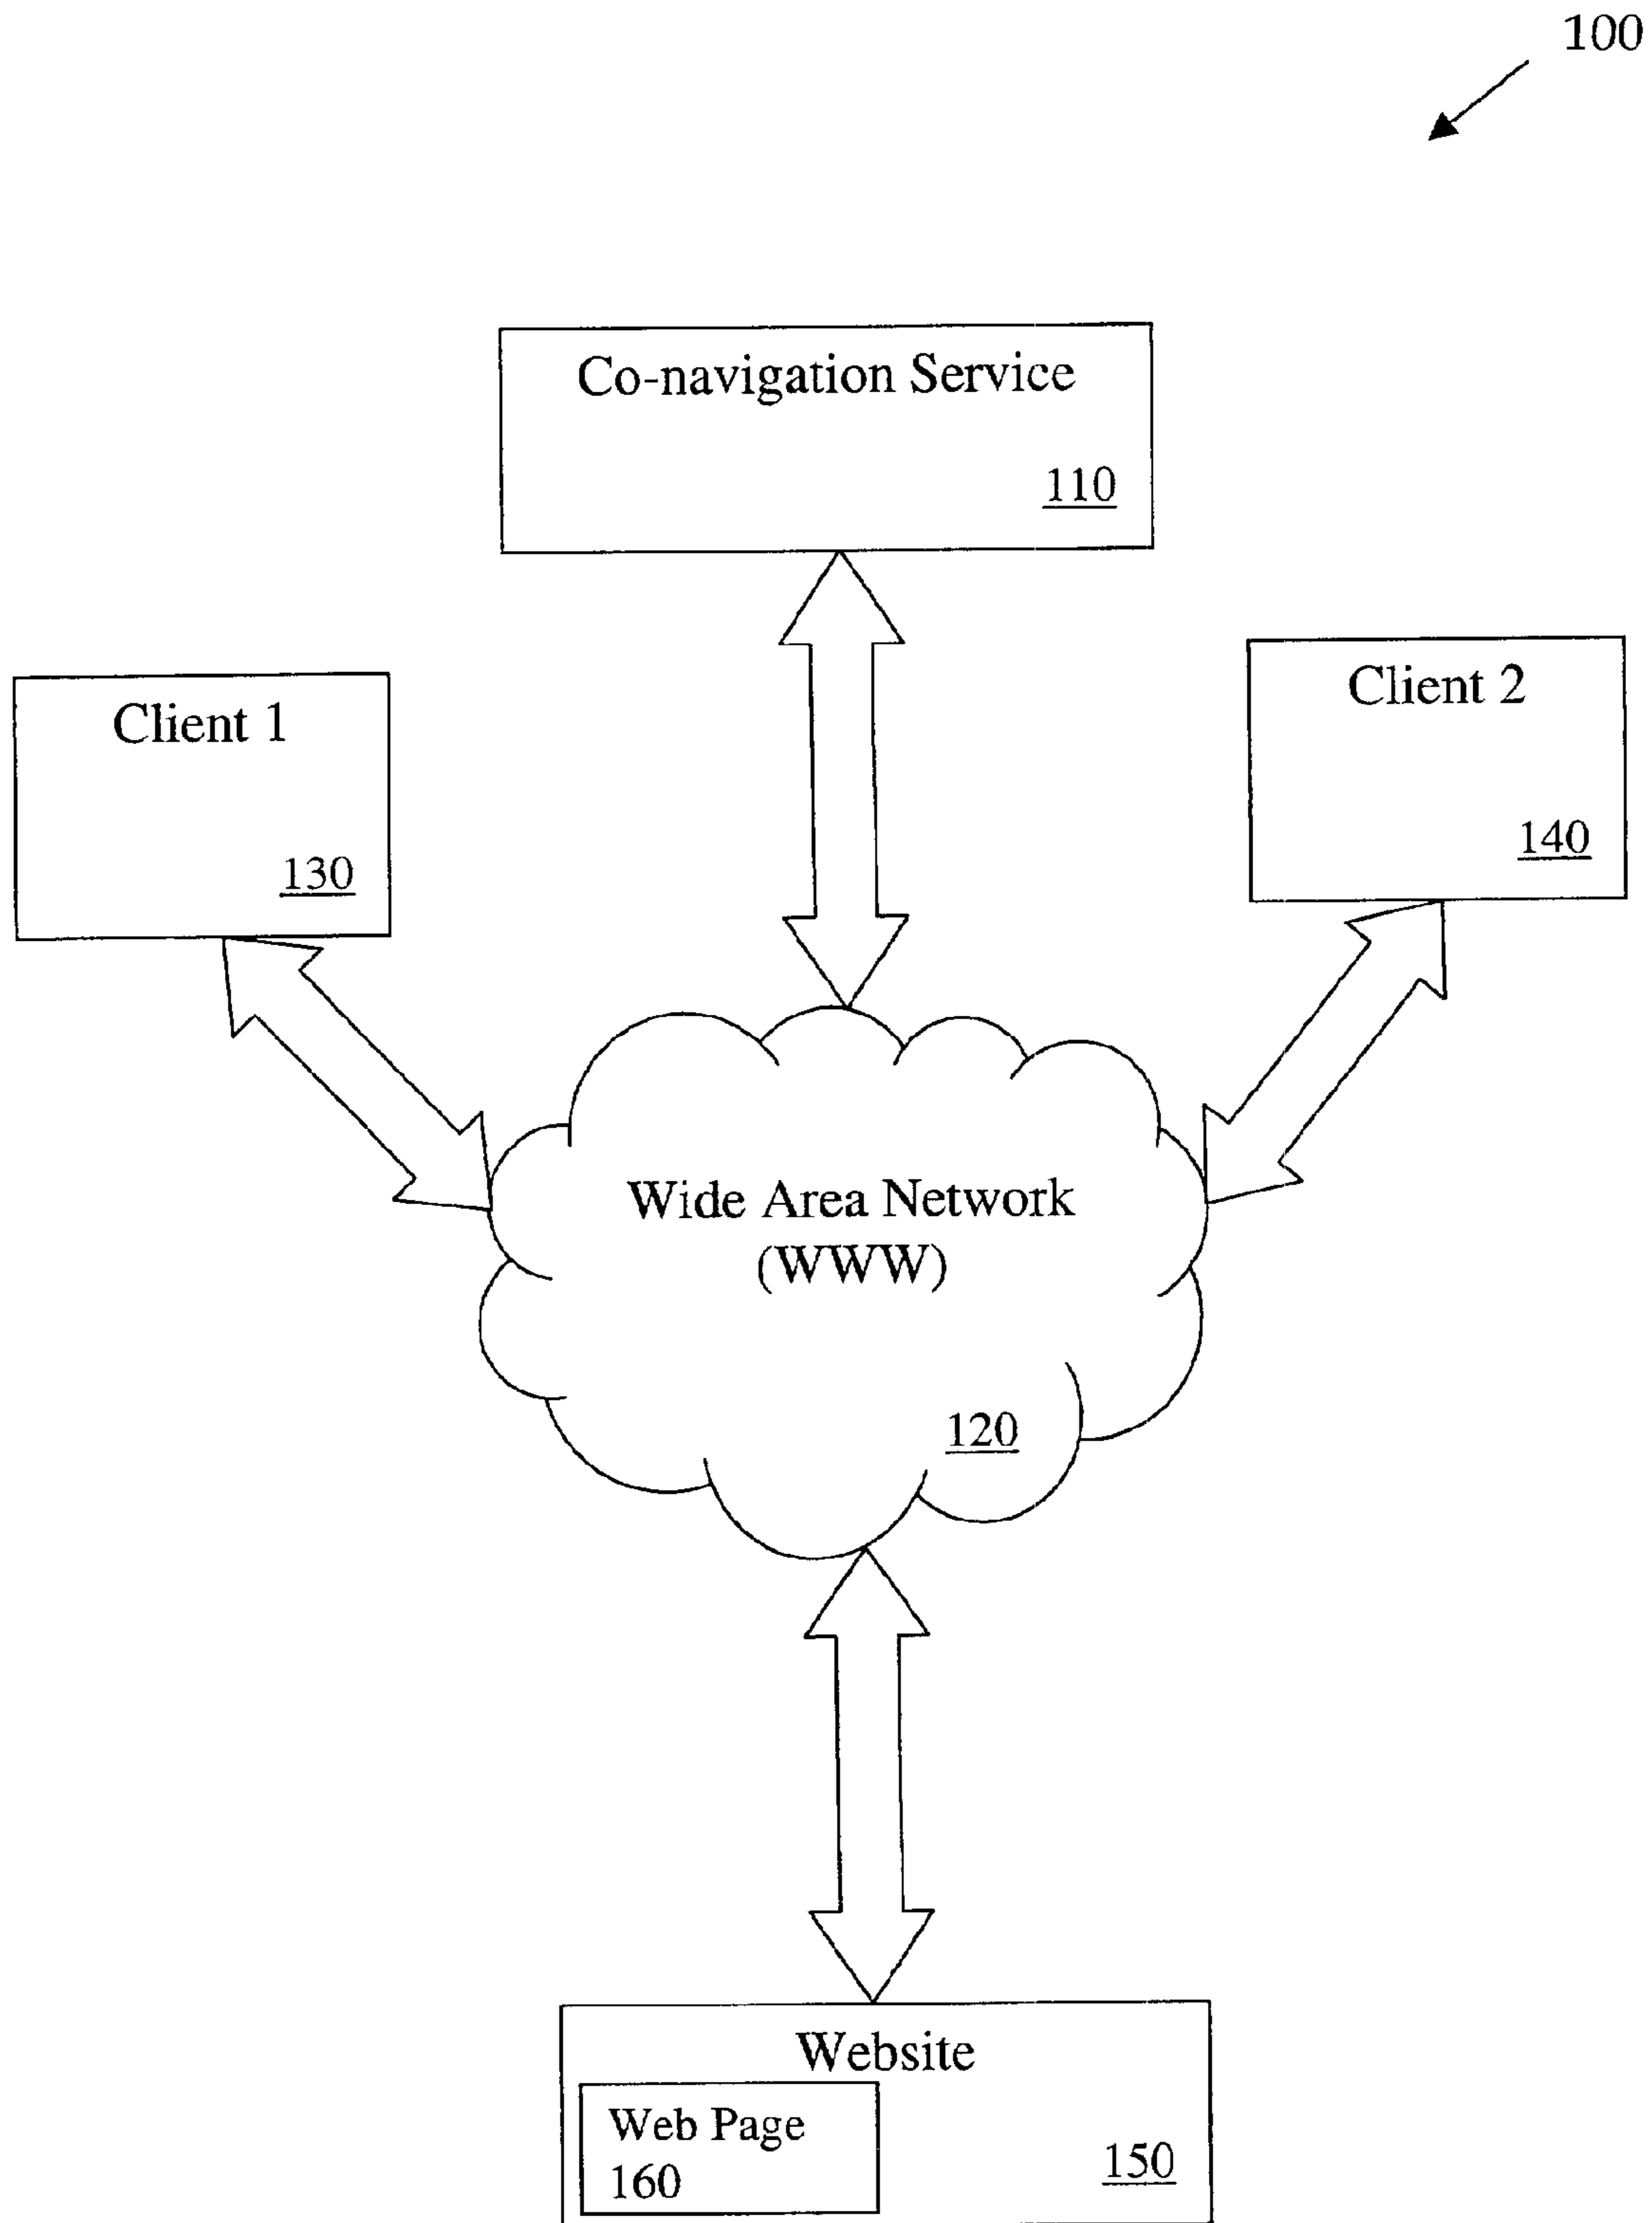 100
Co-navigation Service
110
Client 1
130
Client 2
140
Wide Area Network
(WWW)
120
Website
Web Page
160
150